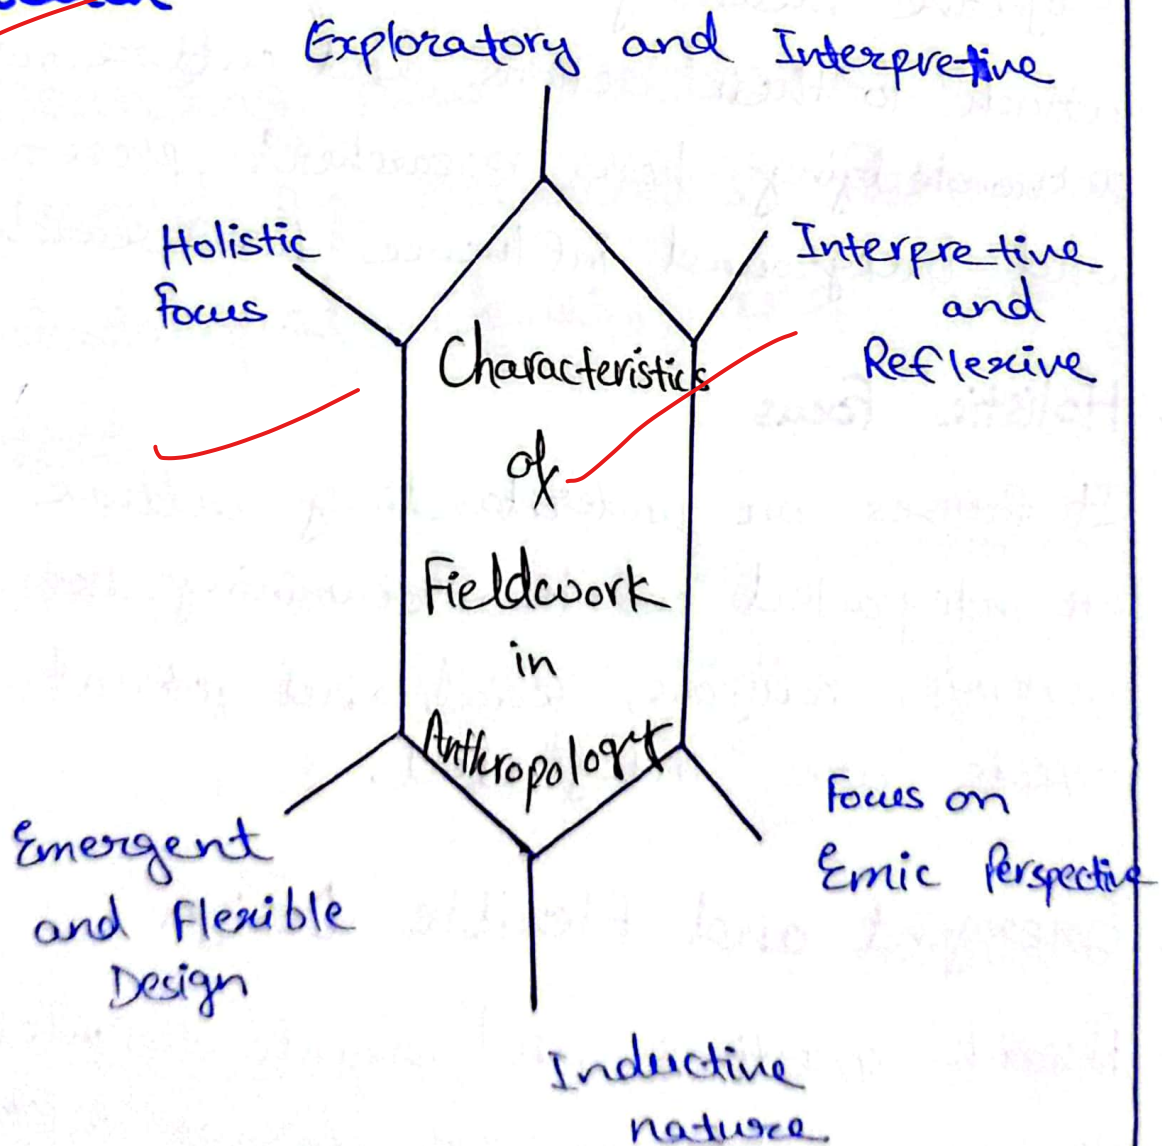 Exploratory and Interpretive
Holistic
focus
Interpretive
and
Reflexive
Characteristics
of
Fieldwork
in
Anthropology
Emergent
and Flexible
Design
Focus on
Emic Perspective
Inductive
nature